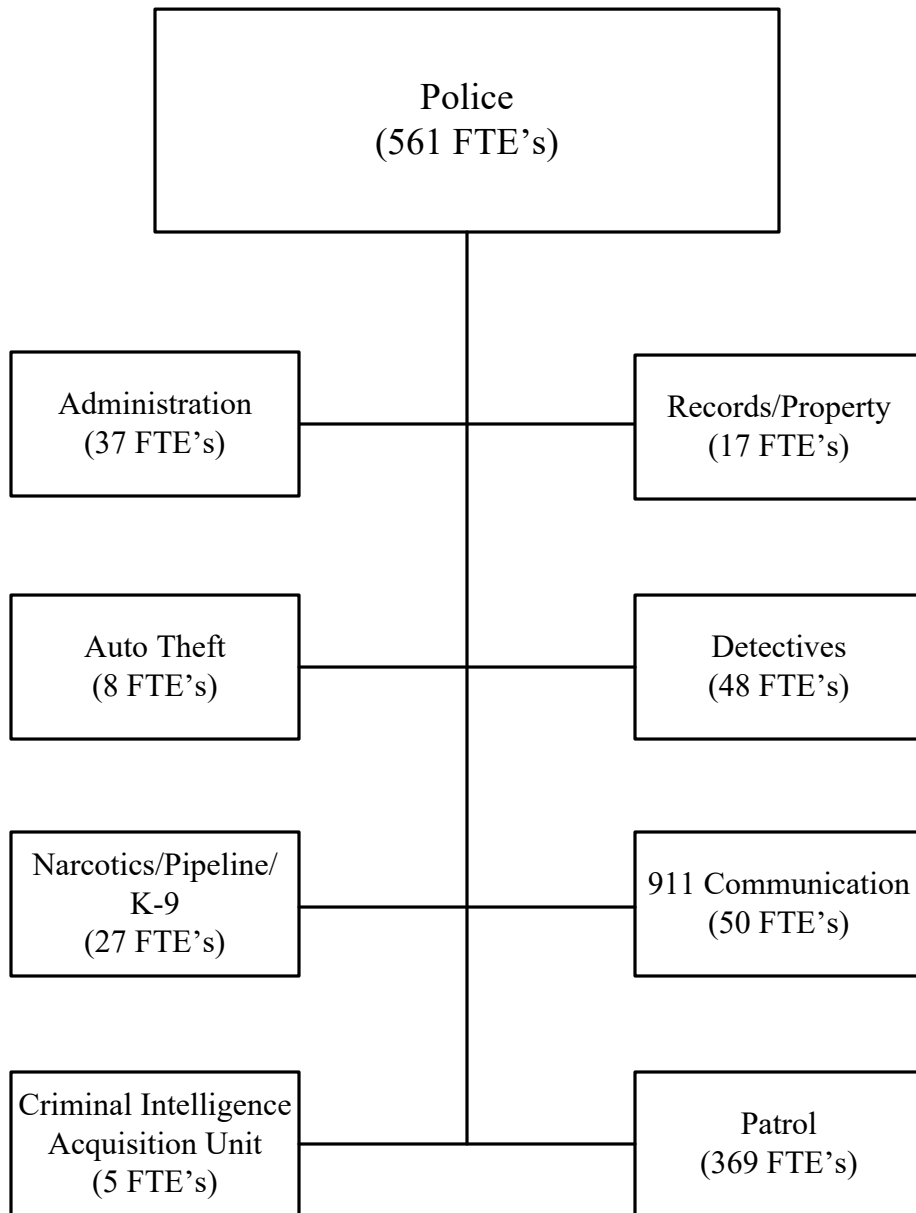 Police
(561 FTE’s)
Administration
(37 FTE’s)
Records/Property
(17 FTE’s)
Auto Theft
(8 FTE’s)
Detectives
(48 FTE’s)
Narcotics/Pipeline/
K-9
(27 FTE’s)
911 Communication
(50 FTE’s)
Criminal Intelligence
Acquisition Unit
(5 FTE’s)
Patrol
(369 FTE’s)